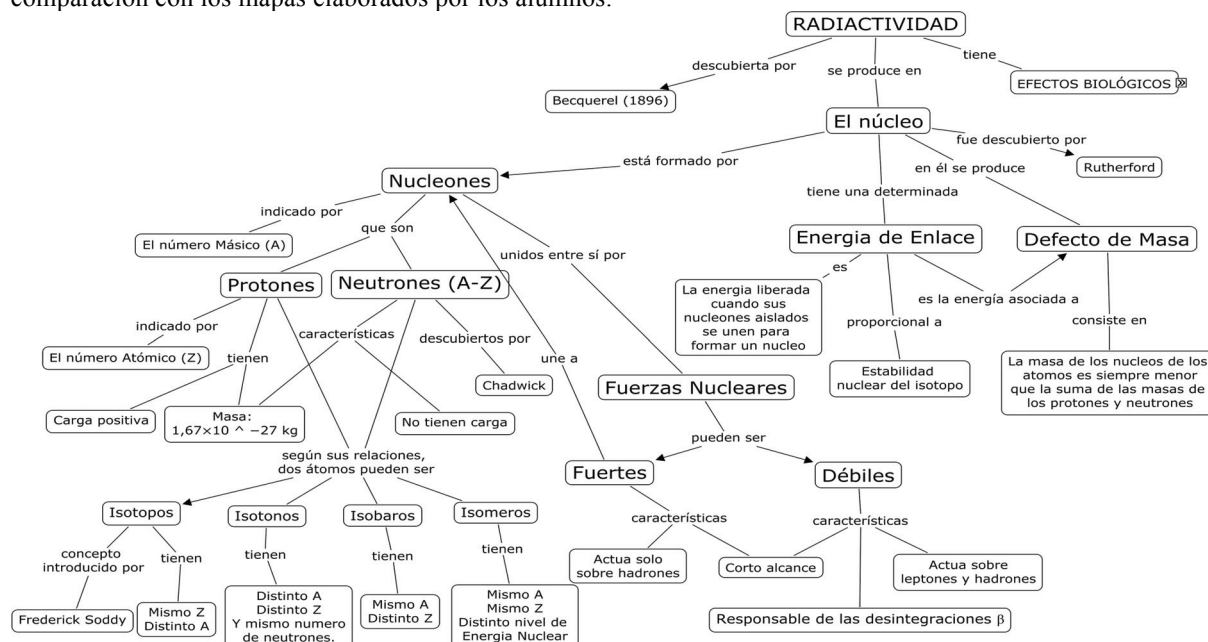 comparación con los mapas elaborados por los alumnos.
RADIACTIVIDAD
descubierta por
se produce en
tiene
Becquerel (1896)
EFECTOS BIOLÓGICOS
El núcleo
está formado por
fue descubierto por
en él se produce
Rutherford
Nucleones
tiene una determinada
indicado por
que son
El número Másico (A)
unidos entre sí por
Energia de Enlace
Defecto de Masa
Protones
Neutrones (A-Z)
es
La energia liberada
cuando sus
nucleones aislados
se unen para
formar un nucleo
es la energía asociada a
proporcional a
consiste en
indicado por
características
descubiertos por
El número Atómico (Z)
tienen
une a
Chadwick
Estabilidad
nuclear del isotopo
La masa de los nucleos de los
atomos es siempre menor
que la suma de las masas de
los protones y neutrones
Fuerzas Nucleares
Carga positiva
Masa:
1,67×10 ^ −27 kg
No tienen carga
pueden ser
según sus relaciones,
dos átomos pueden ser
Fuertes
Débiles
Isotopos
Isotonos
Isobaros
Isomeros
características
características
concepto
introducido por
tienen
tienen
tienen
tienen
Actua solo
sobre hadrones
Corto alcance
Actua sobre
leptones y hadrones
Frederick Soddy
Mismo Z
Distinto A
Distinto A
Distinto Z
Y mismo numero
de neutrones.
Mismo A
Distinto Z
Mismo A
Mismo Z
Distinto nivel de
Energia Nuclear
Responsable de las desintegraciones β